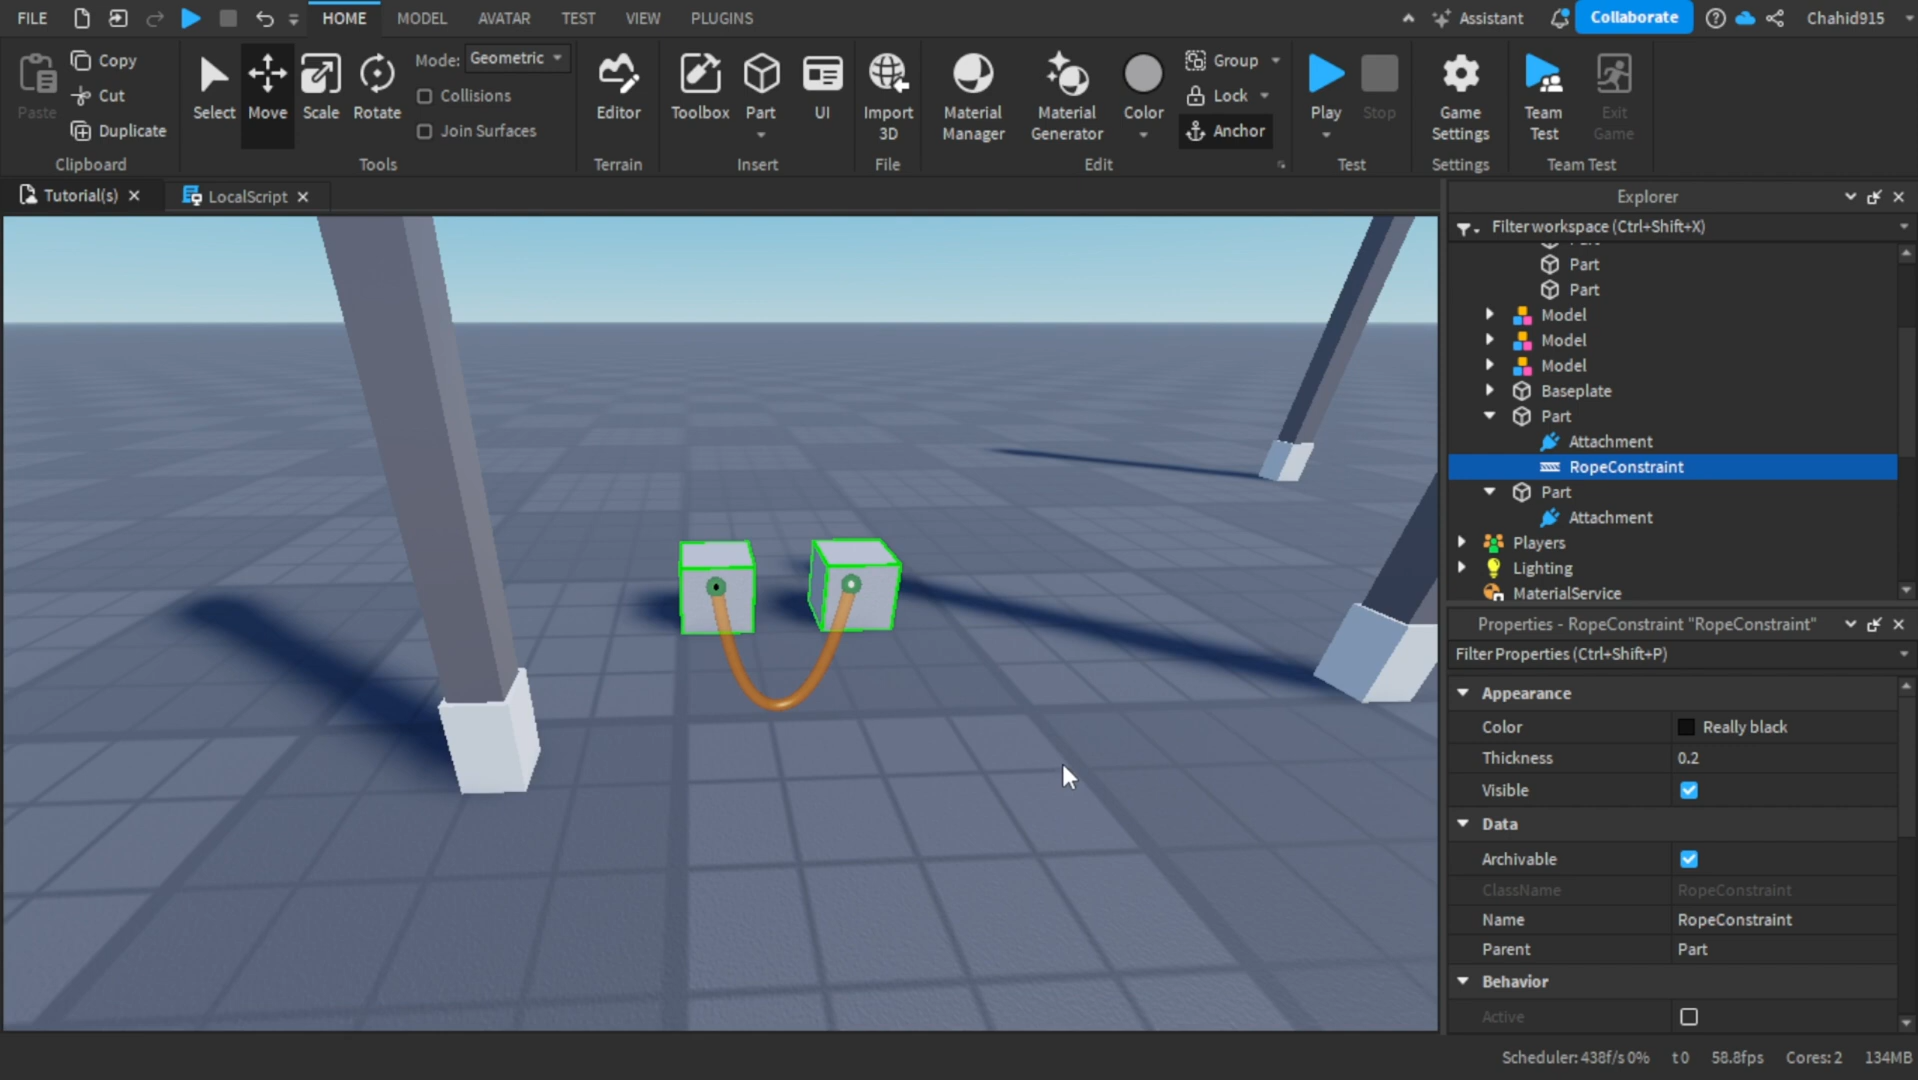 FILE HOME MODEL AVATAR TEST VIEW PLUGINS Assistant Collaborate Chahid915
Paste Copy Cut Duplicate
Clipboard
Select Move Scale Rotate
Mode: Geometric
Collisions
Join Surfaces
Tools
Editor
Terrain
Toolbox Part UI
Insert
Import 3D
File
Material Manager
Material Generator
Color
Group
Lock
Anchor
Edit
Play Stop
Test
Game Settings
Settings
Team Test
Exit Game
Team Test
Tutorial(s) LocalScript
Explorer
Filter workspace (Ctrl+Shift+X)
Part
Part
Model
Model
Model
Baseplate
Part
Attachment
RopeConstraint
Part
Attachment
Players
Lighting
MaterialService
Properties - RopeConstraint "RopeConstraint"
Filter Properties (Ctrl+Shift+P)
Appearance
Color Really black
Thickness 0.2
Visible
Data
Archivable
ClassName RopeConstraint
Name RopeConstraint
Parent Part
Behavior
Active
Scheduler: 438f/s 0% t 0 58.8fps Cores: 2 134MB